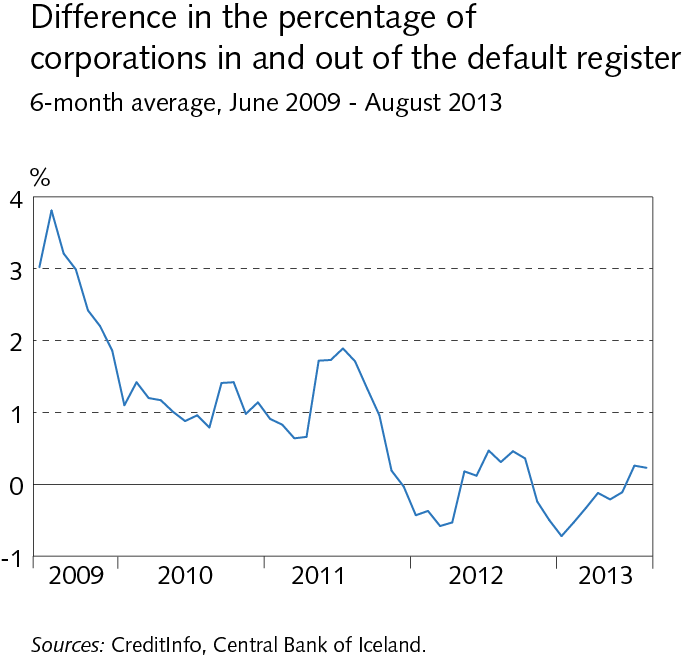 Difference in the percentage of
corporations in and out of the default register
6-month average, June 2009 - August 2013
%
4
3
2
1
0
-1
2009 2010 2011 2012 2013
Sources: CreditInfo, Central Bank of Iceland.